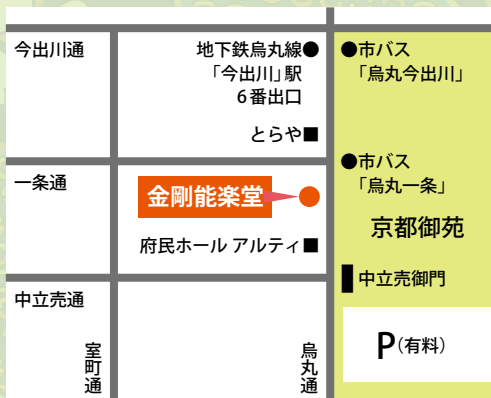 今出川通
地下鉄烏丸線●
「今出川」駅
6番出口
とらや■
●市バス
「烏丸今出川」
一条通
金剛能楽堂
府民ホール アルティ■
●市バス
「烏丸一条」
京都御苑
中立売御門
中立売通
P(有料)
室町通
烏丸通